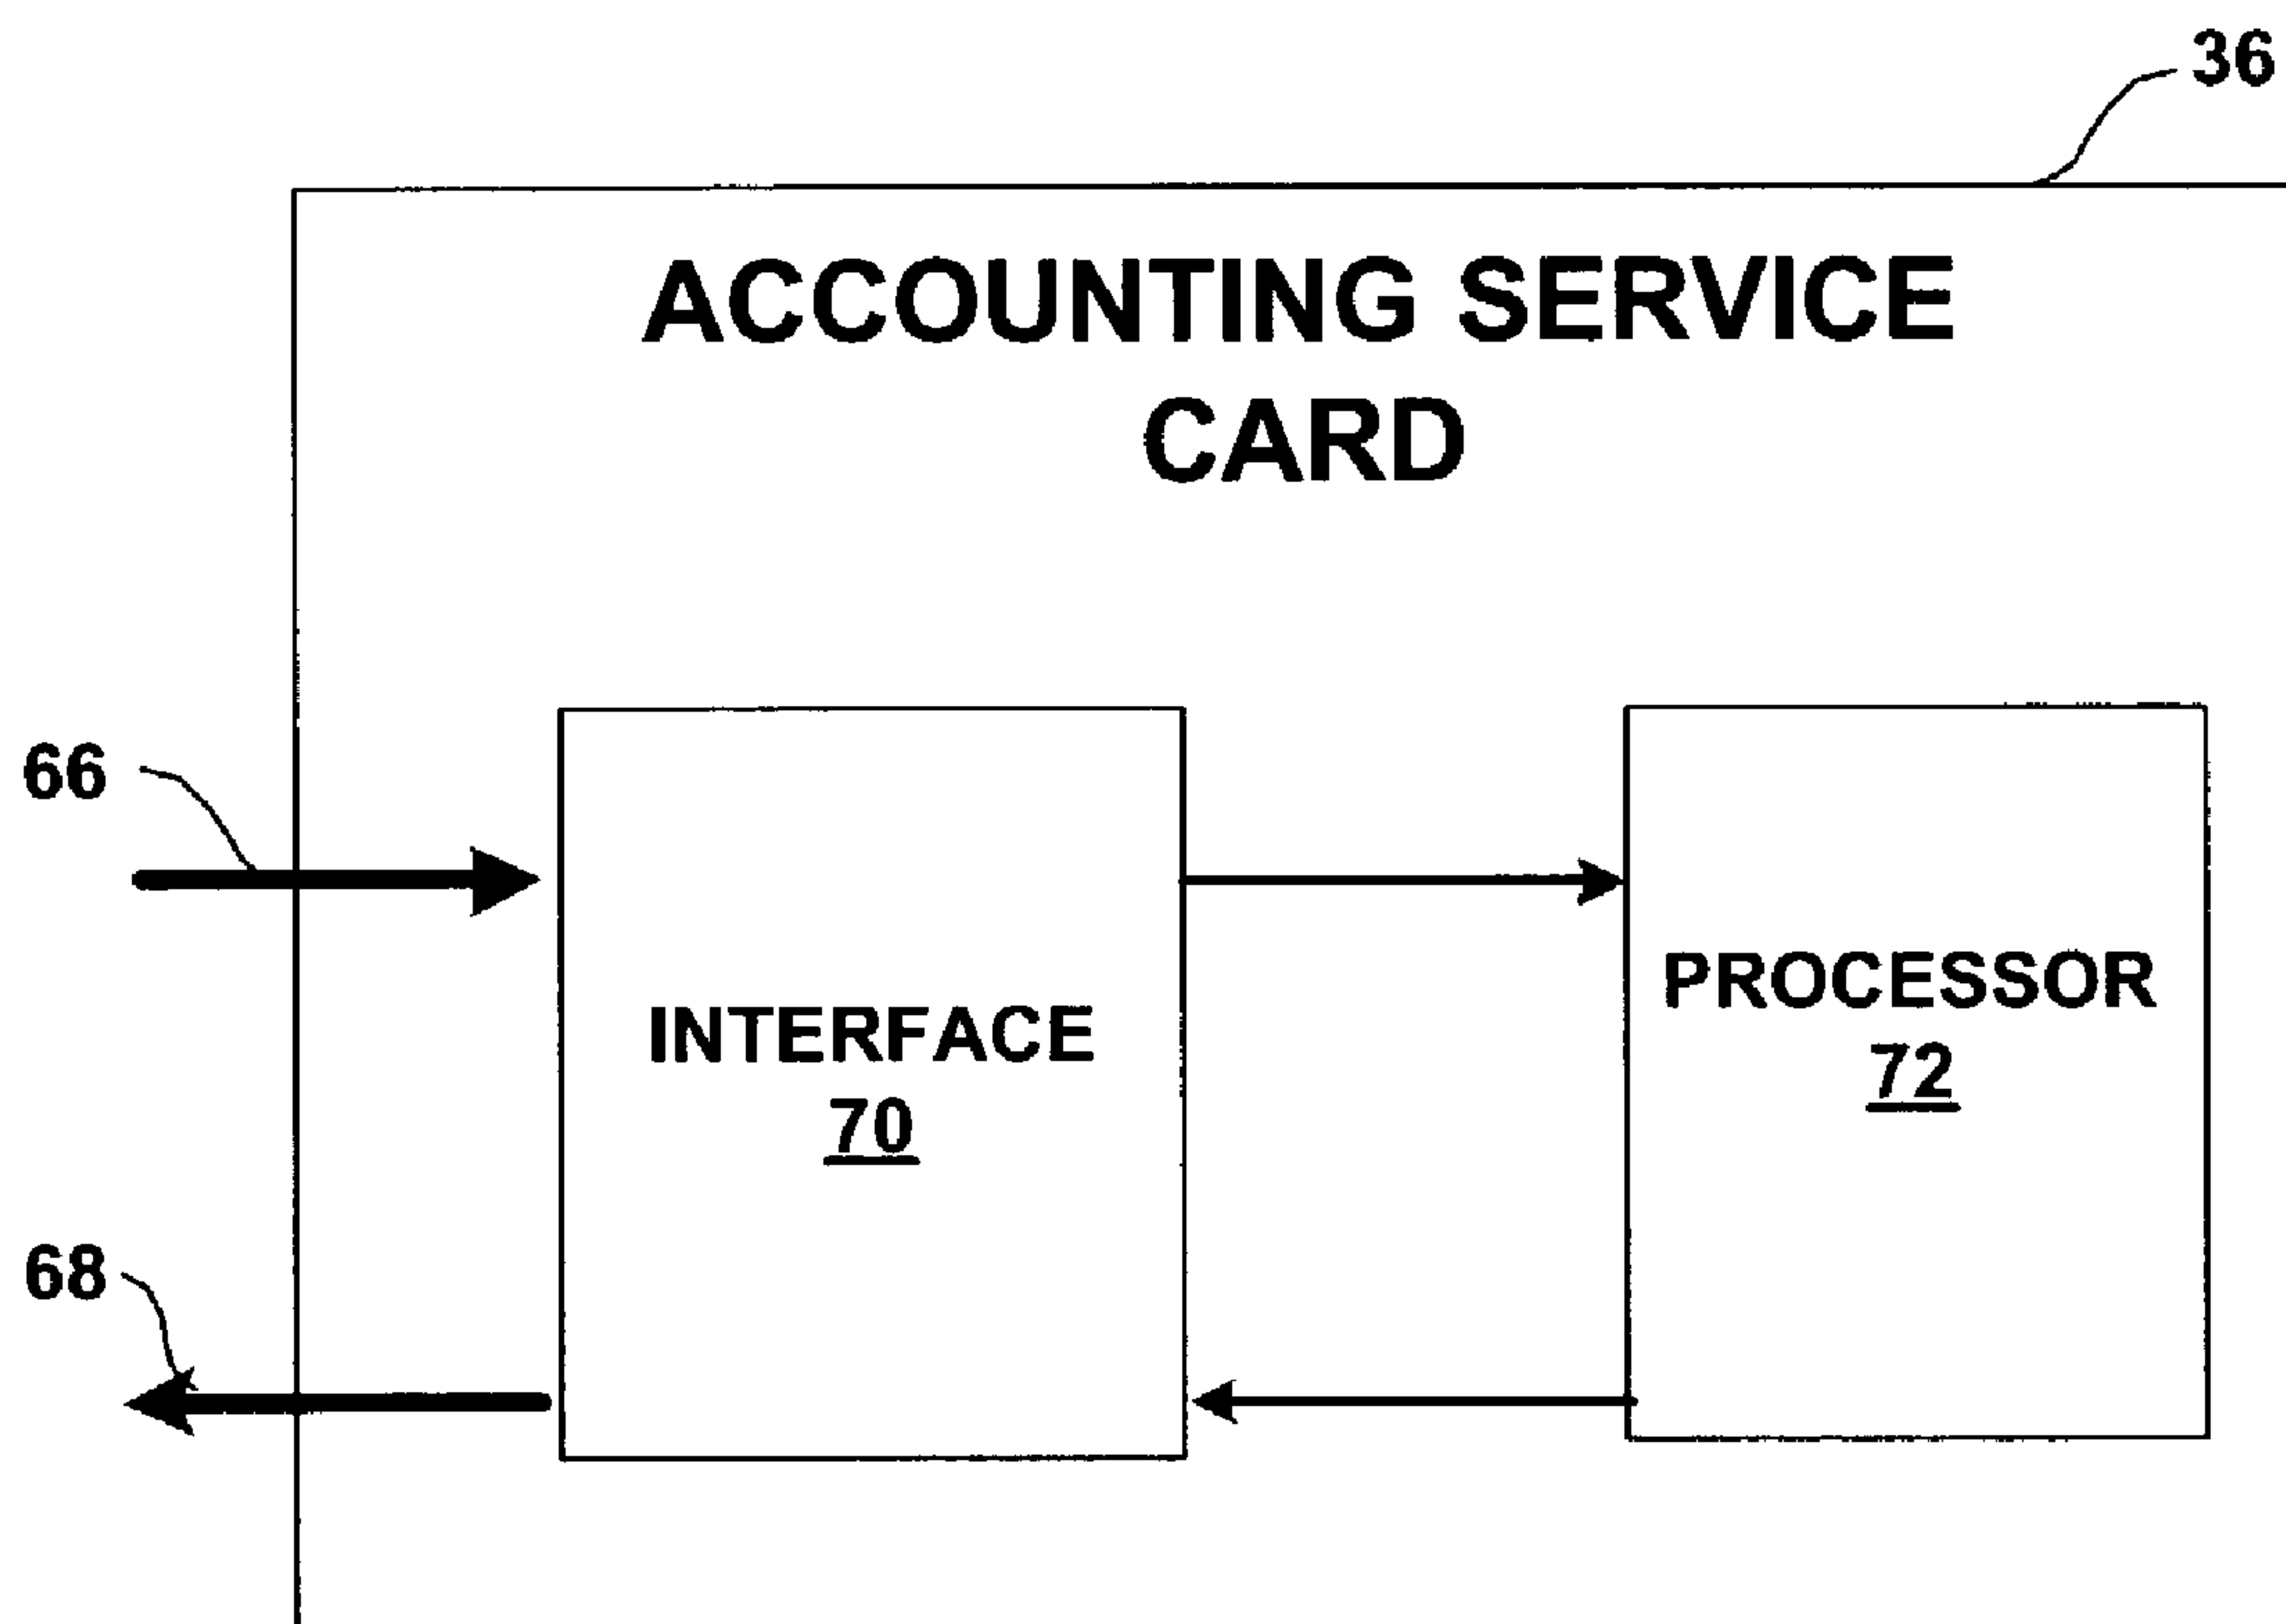 36
ACCOUNTING SERVICE
CARD
66
INTERFACE
70
PROCESSOR
72
68